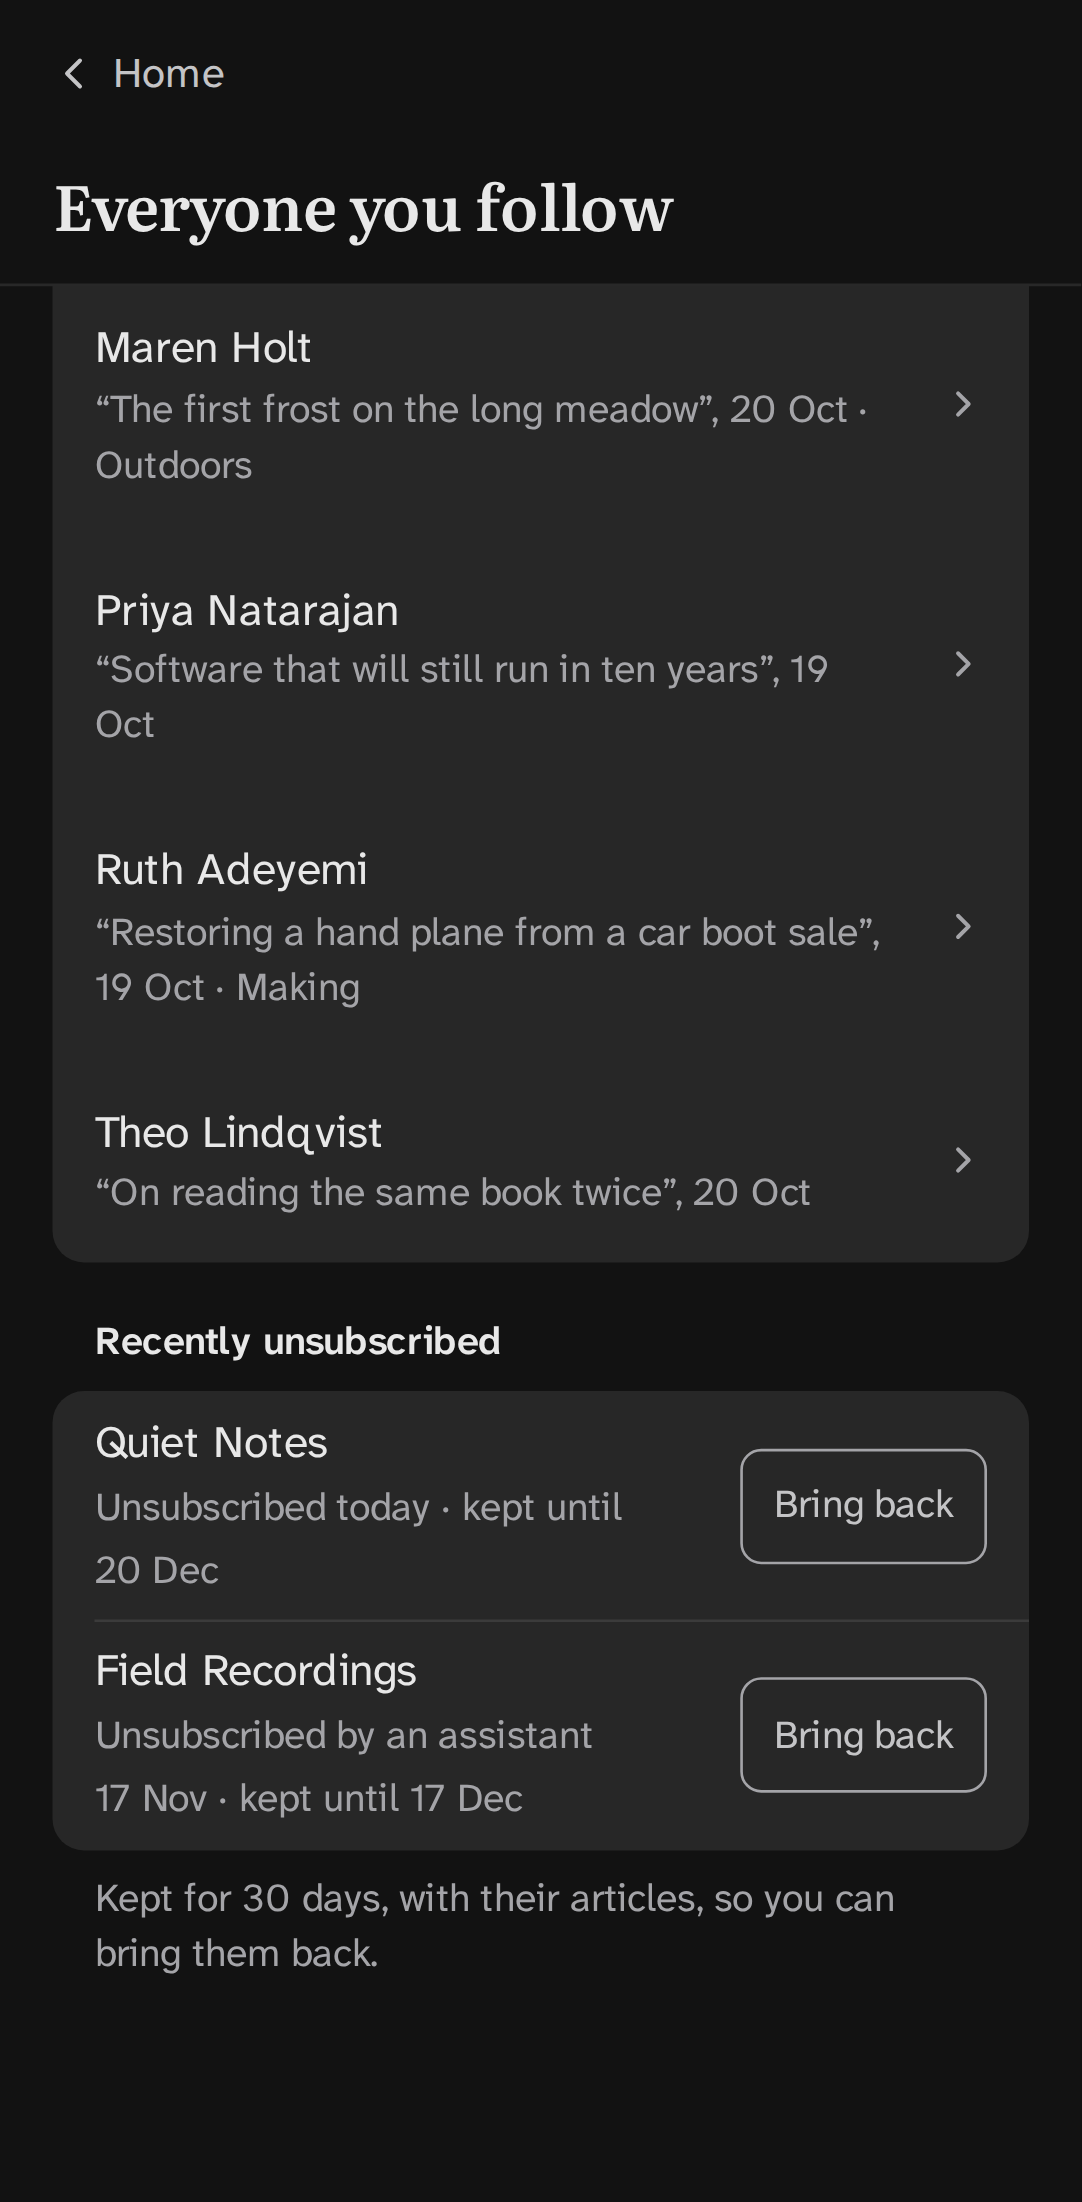 Home
Everyone you follow
Maren Holt
“The first frost on the long meadow”, 20 Oct ·
Outdoors
Priya Natarajan
“Software that will still run in ten years”, 19
Oct
Ruth Adeyemi
“Restoring a hand plane from a car boot sale”,
19 Oct · Making
Theo Lindqvist
“On reading the same book twice”, 20 Oct
Recently unsubscribed
Quiet Notes
Unsubscribed today · kept until
20 Dec
Bring back
Field Recordings
Unsubscribed by an assistant
17 Nov · kept until 17 Dec
Bring back
Kept for 30 days, with their articles, so you can
bring them back.